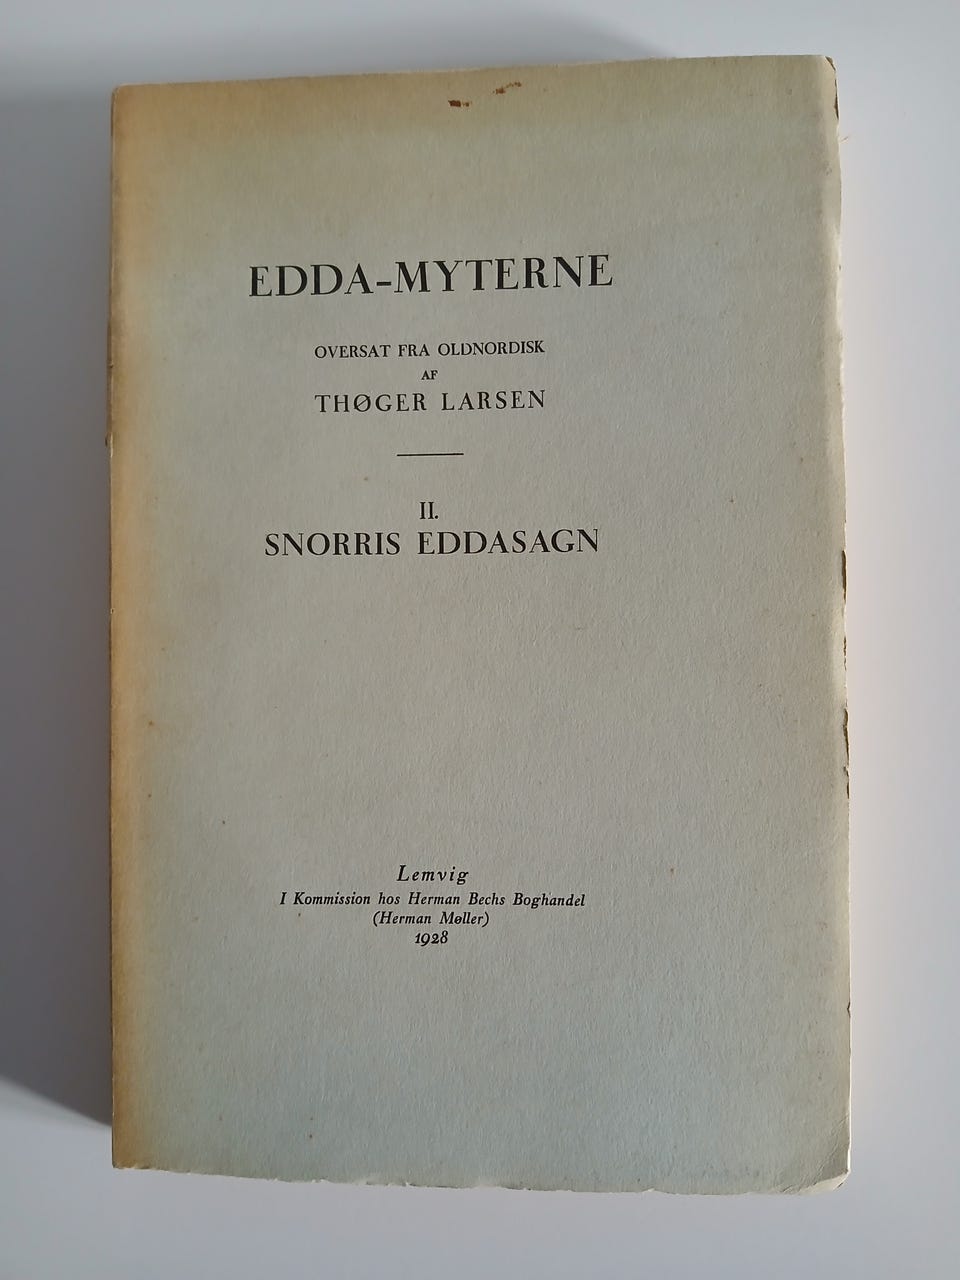 EDDA-MYTERNE
OVERSAT FRA OLDNORDISK
AF
THØGER LARSEN
II.
SNORRIS EDDASAGN
Lemvig
I Kommission hos Herman Bechs Boghandel
(Herman Møller)
1928